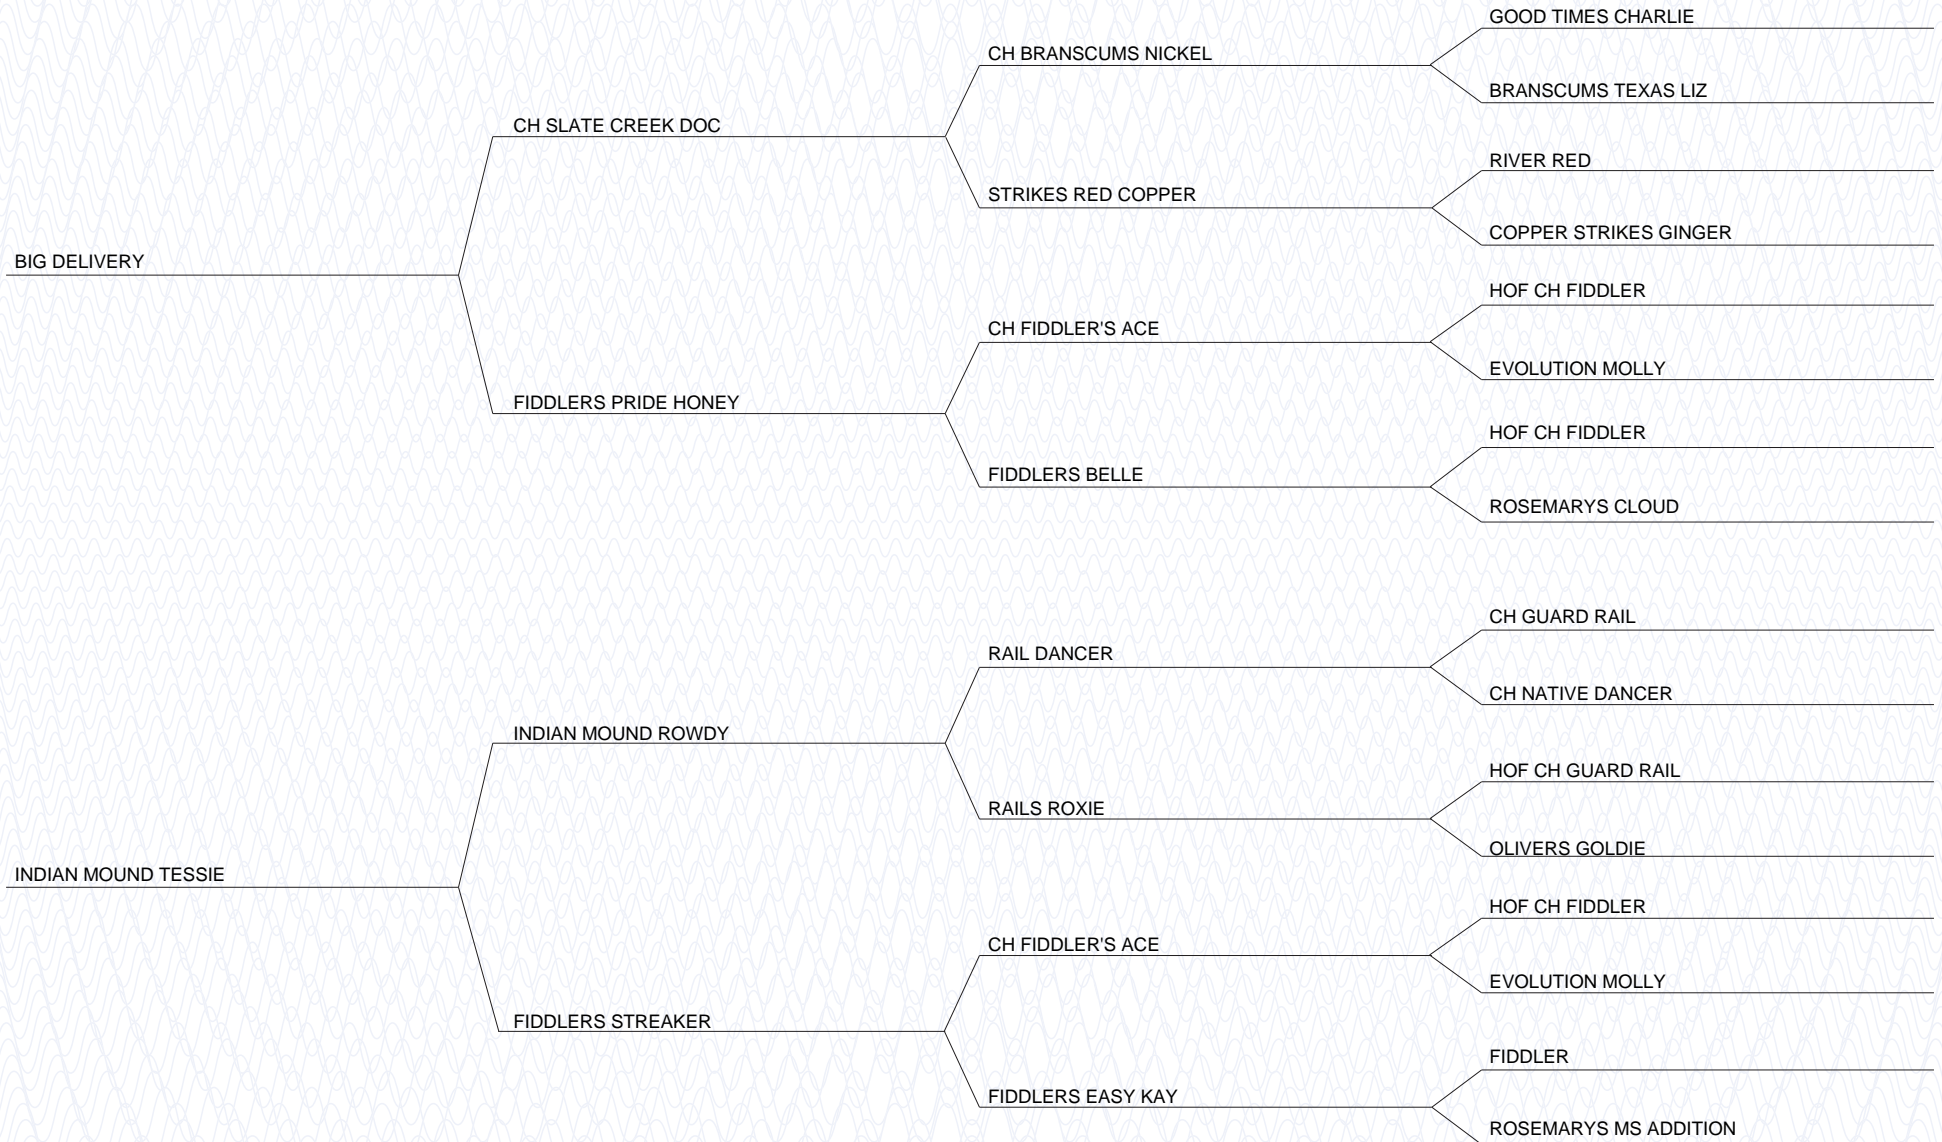 GOOD TIMES CHARLIE
CH BRANSCUMS NICKEL
BRANSCUMS TEXAS LIZ
CH SLATE CREEK DOC
RIVER RED
STRIKES RED COPPER
COPPER STRIKES GINGER
BIG DELIVERY
HOF CH FIDDLER
CH FIDDLER'S ACE
EVOLUTION MOLLY
FIDDLERS PRIDE HONEY
HOF CH FIDDLER
FIDDLERS BELLE
ROSEMARYS CLOUD
CH GUARD RAIL
RAIL DANCER
CH NATIVE DANCER
INDIAN MOUND ROWDY
HOF CH GUARD RAIL
RAILS ROXIE
OLIVERS GOLDIE
INDIAN MOUND TESSIE
HOF CH FIDDLER
CH FIDDLER'S ACE
EVOLUTION MOLLY
FIDDLERS STREAKER
FIDDLER
FIDDLERS EASY KAY
ROSEMARYS MS ADDITION